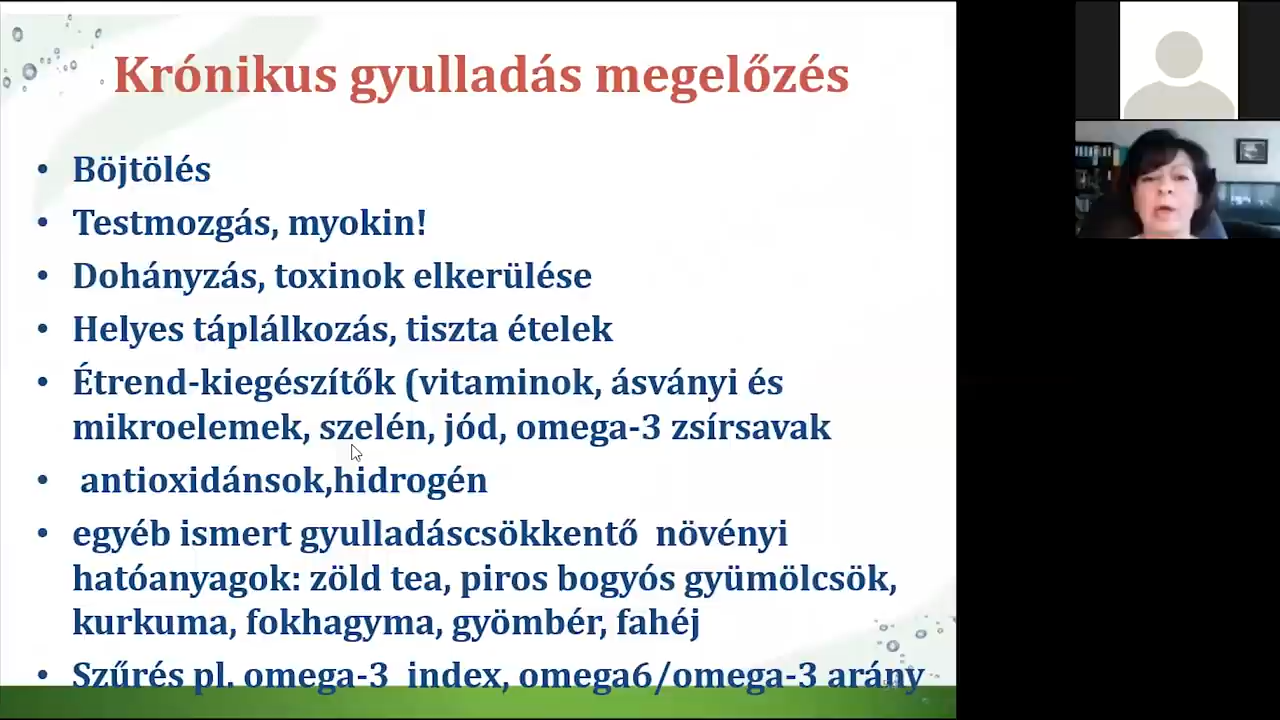 Krónikus gyulladás megelőzés
• Böjtölés
• Testmozgás, myokin!
• Dohányzás, toxinok elkerülése
• Helyes táplálkozás, tiszta ételek
• Étrend-kiegészítők (vitaminok, ásványi és
mikroelemek, szelén, jód, omega-3 zsírsavak
• antioxidánsok,hidrogén
• egyéb ismert gyulladáscsökkentő növényi
hatóanyagok: zöld tea, piros bogyós gyümölcsök,
kurkuma, fokhagyma, gyömbér, fahéj
• Szűrés pl. omega-3 index, omega6/omega-3 arány